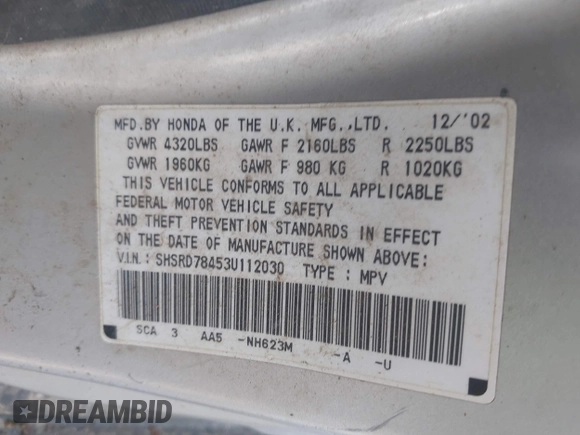 MFD.BY HONDA OF THE U.K. MFG.,LTD. 12/'02
GVWR 4320LBS GAWR F 2160LBS R 2250LBS
GVWR 1960KG GAWR F 980 KG R 1020KG
THIS VEHICLE CONFORMS TO ALL APPLICABLE
FEDERAL MOTOR VEHICLE SAFETY
AND THEFT PREVENTION STANDARDS IN EFFECT
ON THE DATE OF MANUFACTURE SHOWN ABOVE:
V.I.N.: SHSRD78453U112030 TYPE : MPV
SCA 3 AA5 -NH623M -A -U
DREAMBID